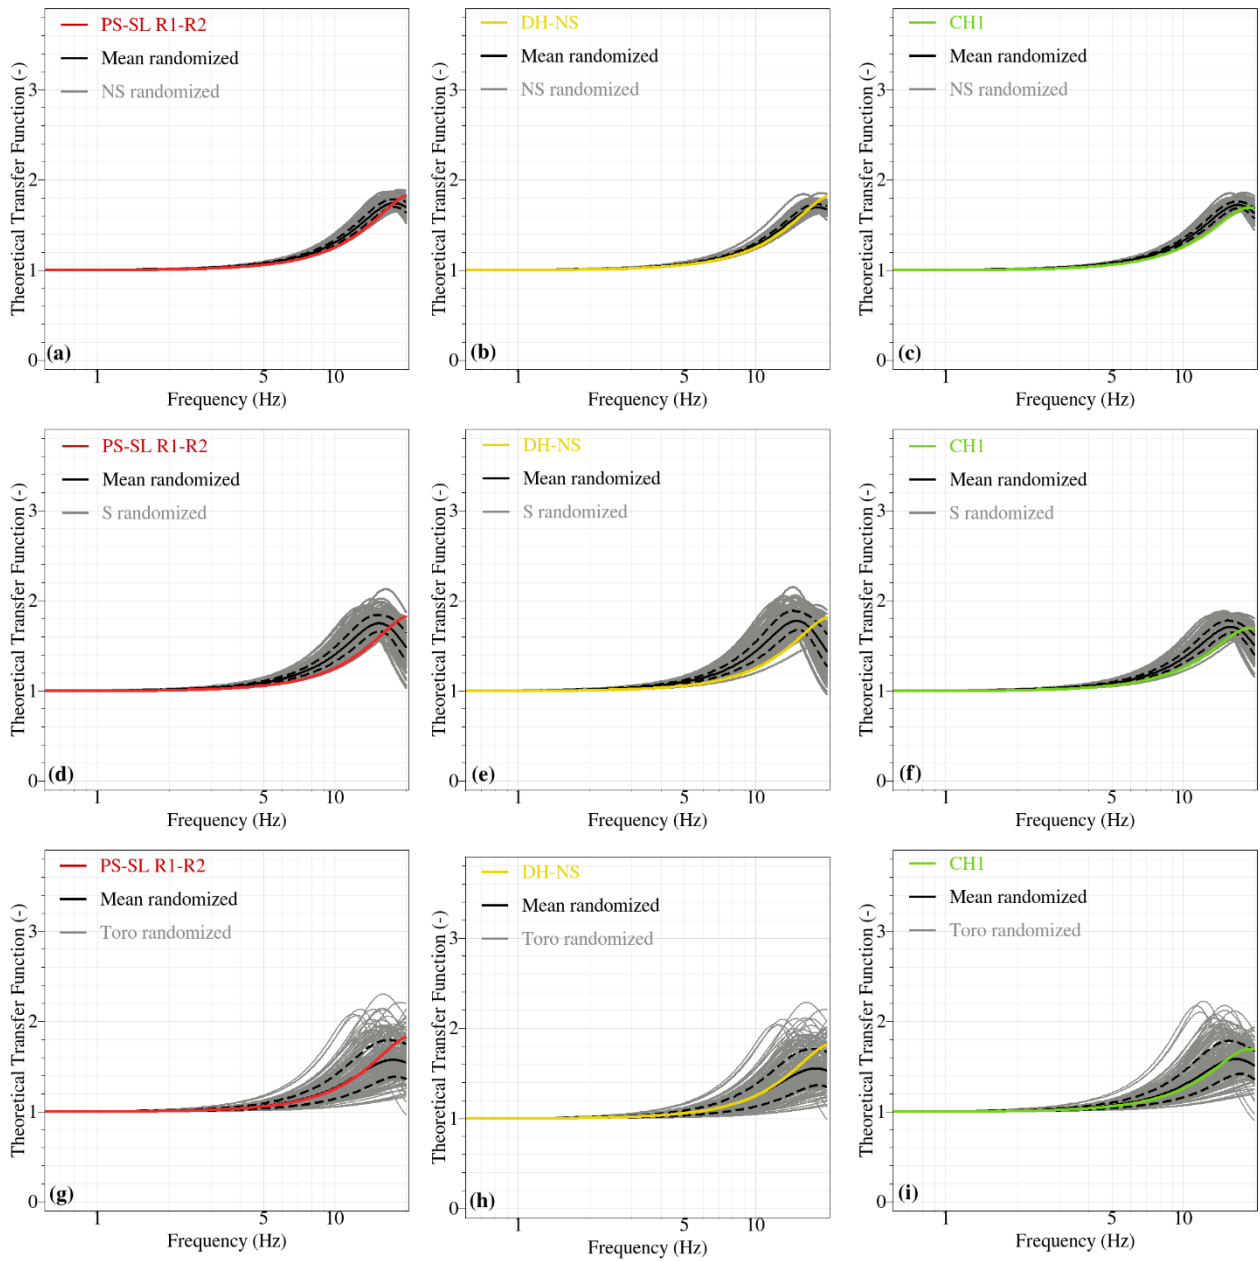 PS-SL R1-R2
Mean randomized
NS randomized
Theoretical Transfer Function (-)
3
2
1
0
(a)
1
5
10
Frequency (Hz)
DH-NS
Mean randomized
NS randomized
Theoretical Transfer Function (-)
3
2
1
0
(b)
1
5
10
Frequency (Hz)
CH1
Mean randomized
NS randomized
Theoretical Transfer Function (-)
3
2
1
0
(c)
1
5
10
Frequency (Hz)
PS-SL R1-R2
Mean randomized
S randomized
Theoretical Transfer Function (-)
3
2
1
0
(d)
1
5
10
Frequency (Hz)
DH-NS
Mean randomized
S randomized
Theoretical Transfer Function (-)
3
2
1
0
(e)
1
5
10
Frequency (Hz)
CH1
Mean randomized
S randomized
Theoretical Transfer Function (-)
3
2
1
0
(f)
1
5
10
Frequency (Hz)
PS-SL R1-R2
Mean randomized
Toro randomized
Theoretical Transfer Function (-)
3
2
1
0
(g)
1
5
10
Frequency (Hz)
DH-NS
Mean randomized
Toro randomized
Theoretical Transfer Function (-)
3
2
1
0
(h)
1
5
10
Frequency (Hz)
CH1
Mean randomized
Toro randomized
Theoretical Transfer Function (-)
3
2
1
0
(i)
1
5
10
Frequency (Hz)